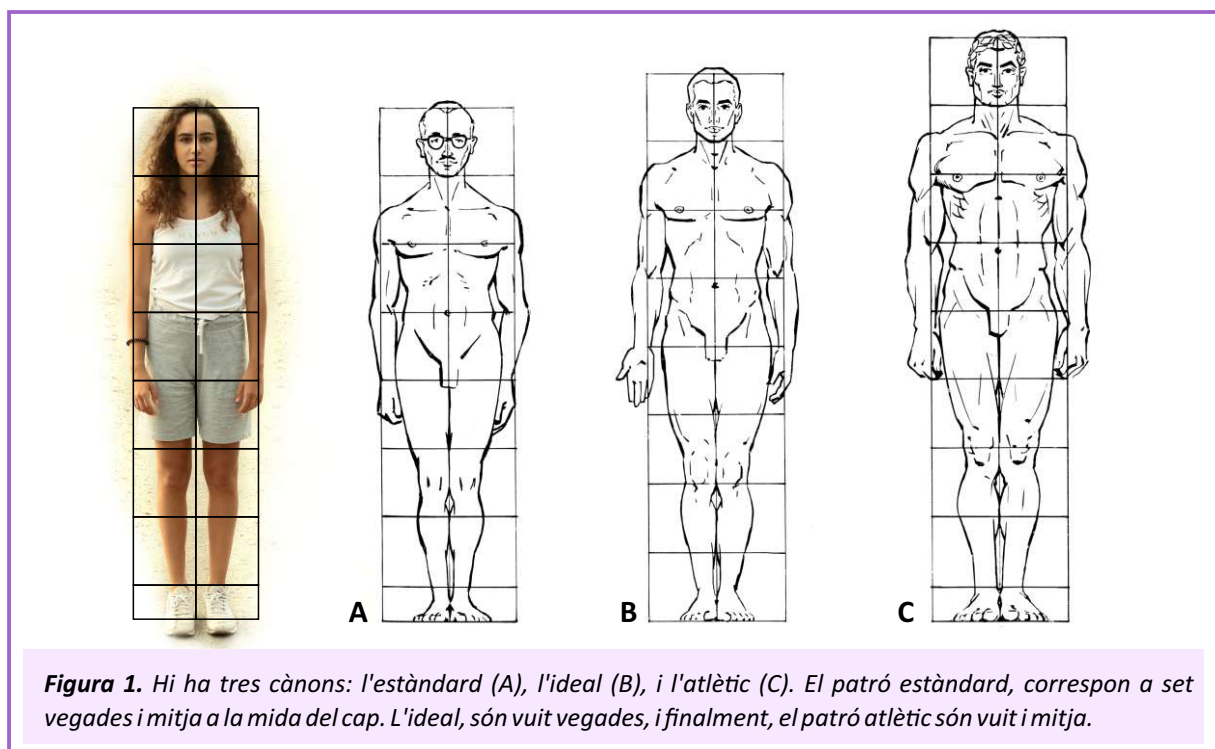 A
B
C
Figura 1. Hi ha tres cànons: l'estàndard (A), l'ideal (B), i l'atlètic (C). El patró estàndard, correspon a set
vegades i mitja a la mida del cap. L'ideal, són vuit vegades, i finalment, el patró atlètic són vuit i mitja.